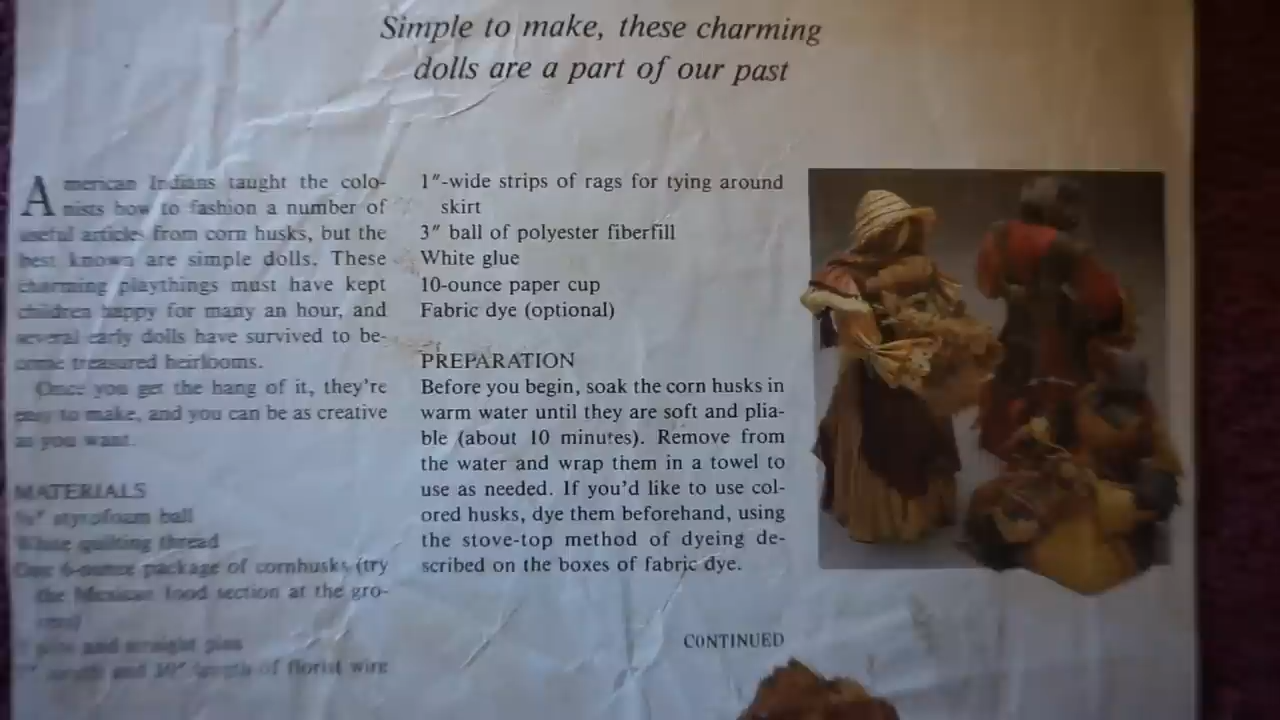 Simple to make, these charming
dolls are a part of our past
American Indians taught the colo-
nists how to fashion a number of
useful articles from corn husks, but the
best known are simple dolls. These
charming playthings must have kept
children happy for many an hour, and
several early dolls have survived to be-
come treasured heirlooms.
Once you get the hang of it, they're
easy to make, and you can be as creative
as you want.
MATERIALS
styrofoam ball
White quilting thread
One 6-ounce package of cornhusks (try
the Mexican food section at the gro-
pins and straight pins
length and 10" length of florist wire
1"-wide strips of rags for tying around
skirt
3" ball of polyester fiberfill
White glue
10-ounce paper cup
Fabric dye (optional)
PREPARATION
Before you begin, soak the corn husks in
warm water until they are soft and plia-
ble (about 10 minutes). Remove from
the water and wrap them in a towel to
use as needed. If you'd like to use col-
ored husks, dye them beforehand, using
the stove-top method of dyeing de-
scribed on the boxes of fabric dye.
CONTINUED